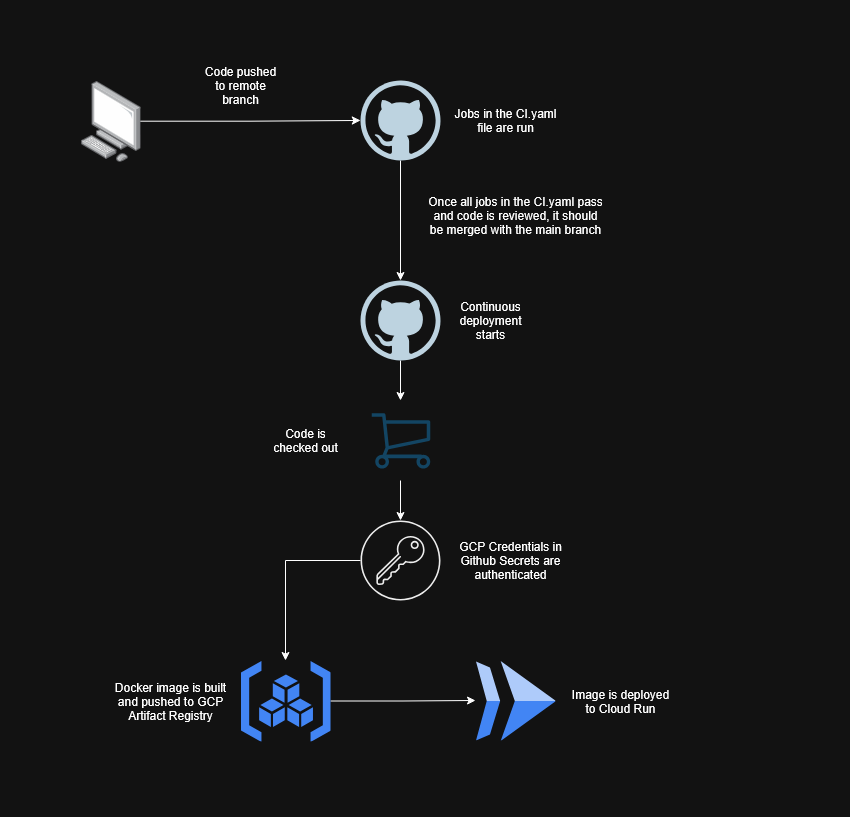 Code pushed
to remote
branch
Jobs in the CI.yaml
file are run
Once all jobs in the CI.yaml pass
and code is reviewed, it should
be merged with the main branch
Continuous
deployment
starts
Code is
checked out
GCP Credentials in
Github Secrets are
authenticated
Docker image is built
and pushed to GCP
Artifact Registry
Image is deployed
to Cloud Run